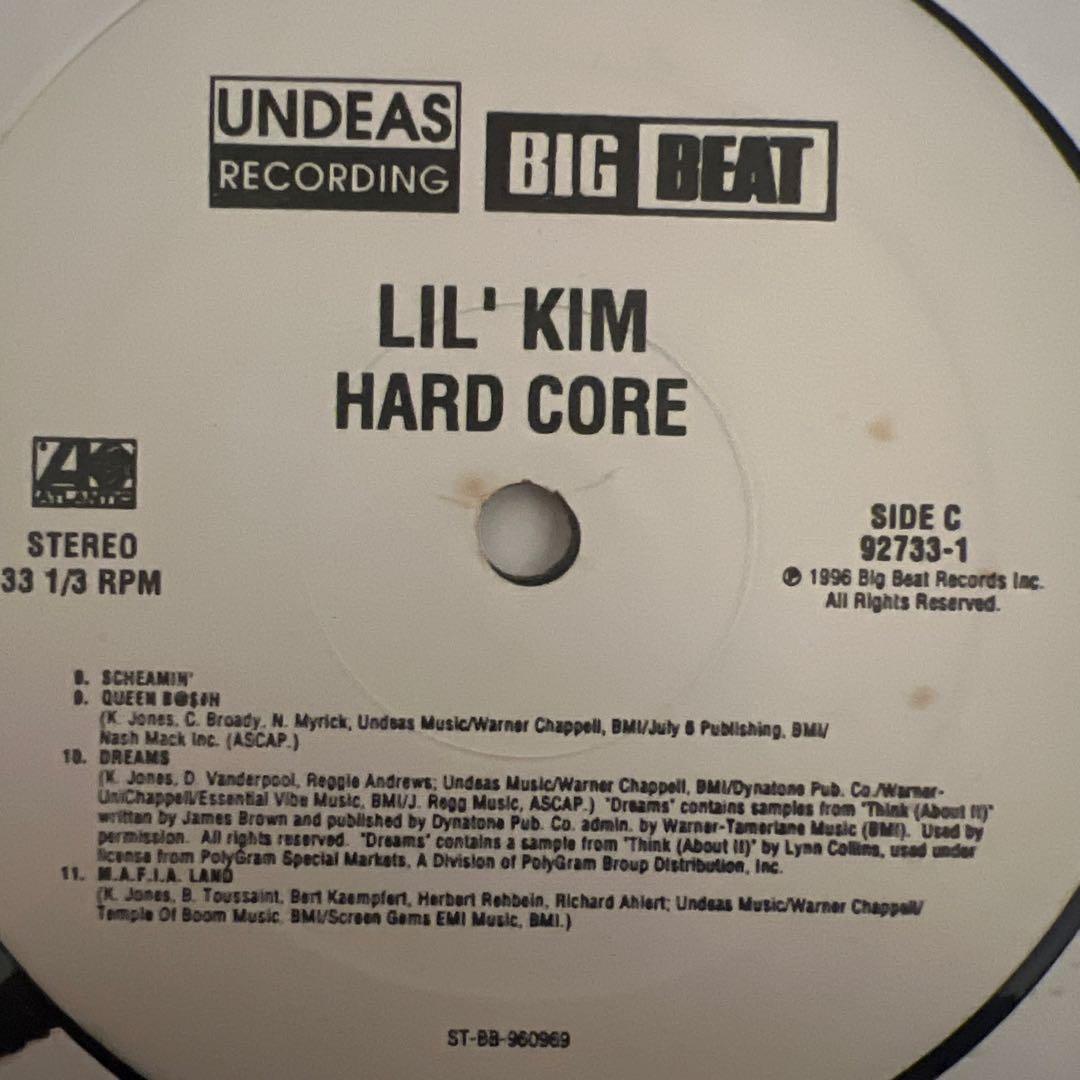 UNDEAS
RECORDING
BIG BEAT
LIL' KIM
HARD CORE
ATLANTIC
STEREO
33 1/3 RPM
SIDE C
92733-1
℗ 1996 Big Beat Records Inc.
All Rights Reserved.
8. SCHEAMIN'
9. QUEEN B@$#H
(K. Jones, C. Broady, N. Myrick, Undeas Music/Warner Chappell, BMI/July 6 Publishing, BMI/
Nash Mack Inc. (ASCAP.)
10. DREAMS
(K. Jones, D. Vanderpool, Reggie Andrews; Undeas Music/Warner Chappell, BMI/Dynatone Pub. Co./Warner-
UniChappell/Essential Vibe Music, BMI/J. Regg Music, ASCAP.) "Dreams" contains samples from "Think (About It)"
written by James Brown and published by Dynatone Pub. Co. admin. by Warner-Tamerlane Music (BMI). Used by
permission. All rights reserved. "Dreams" contains a sample from "Think (About It)" by Lynn Collins, used under
license from PolyGram Special Markets, A Division of PolyGram Broup Distribution, Inc.
11. M.A.F.I.A. LAND
(K. Jones, B. Toussaint, Bert Kaempfert, Herbert Rehbein, Richard Ahlert; Undeas Music/Warner Chappell/
Temple Of Boom Music, BMI/Screen Gems EMI Music, BMI.)
ST-BB-960969